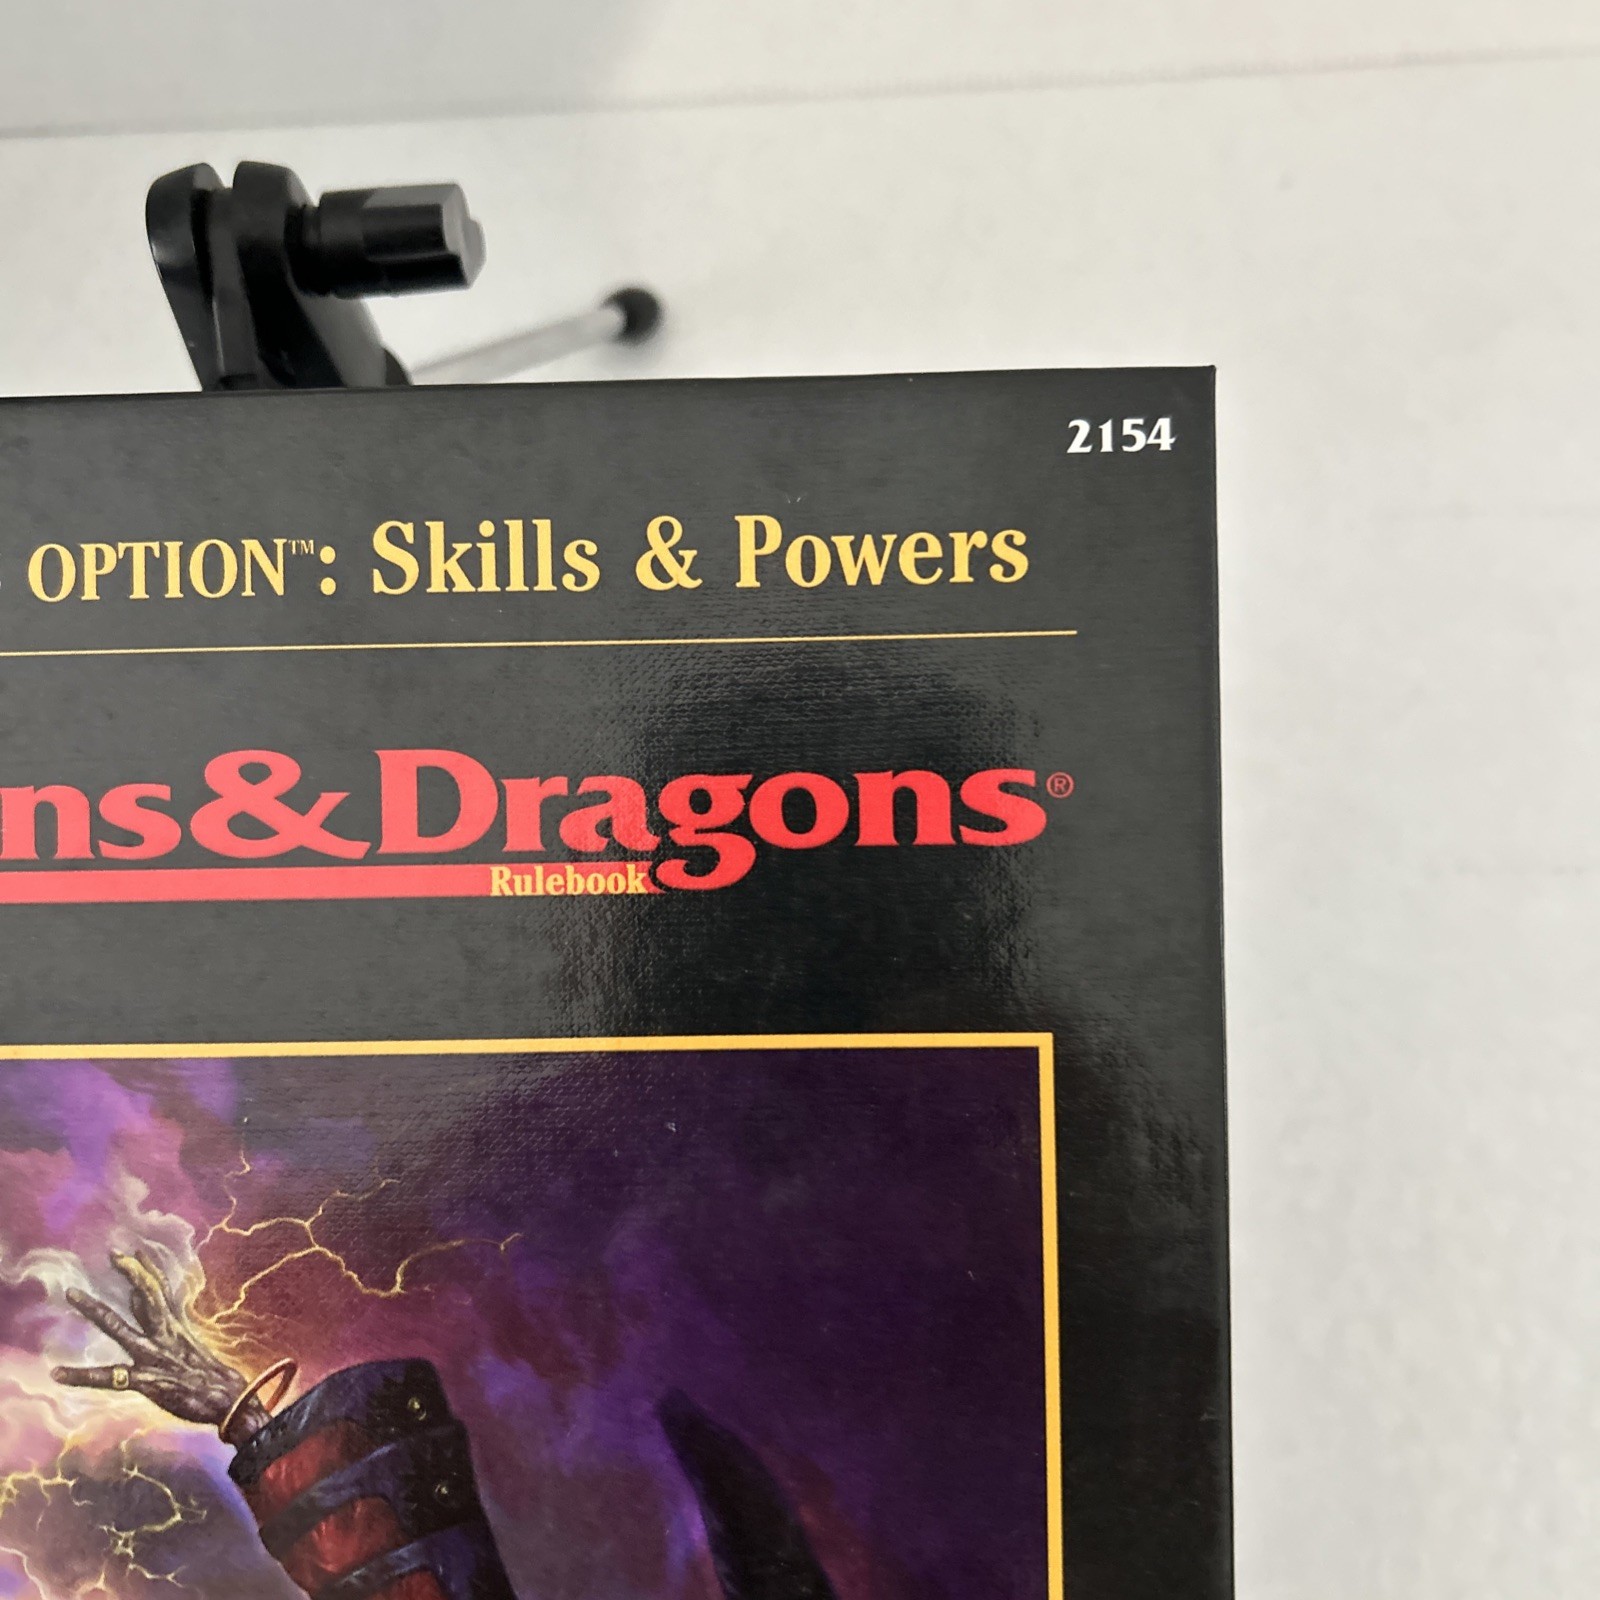 2154
OPTION™: Skills & Powers
ns&Dragons®
Rulebook